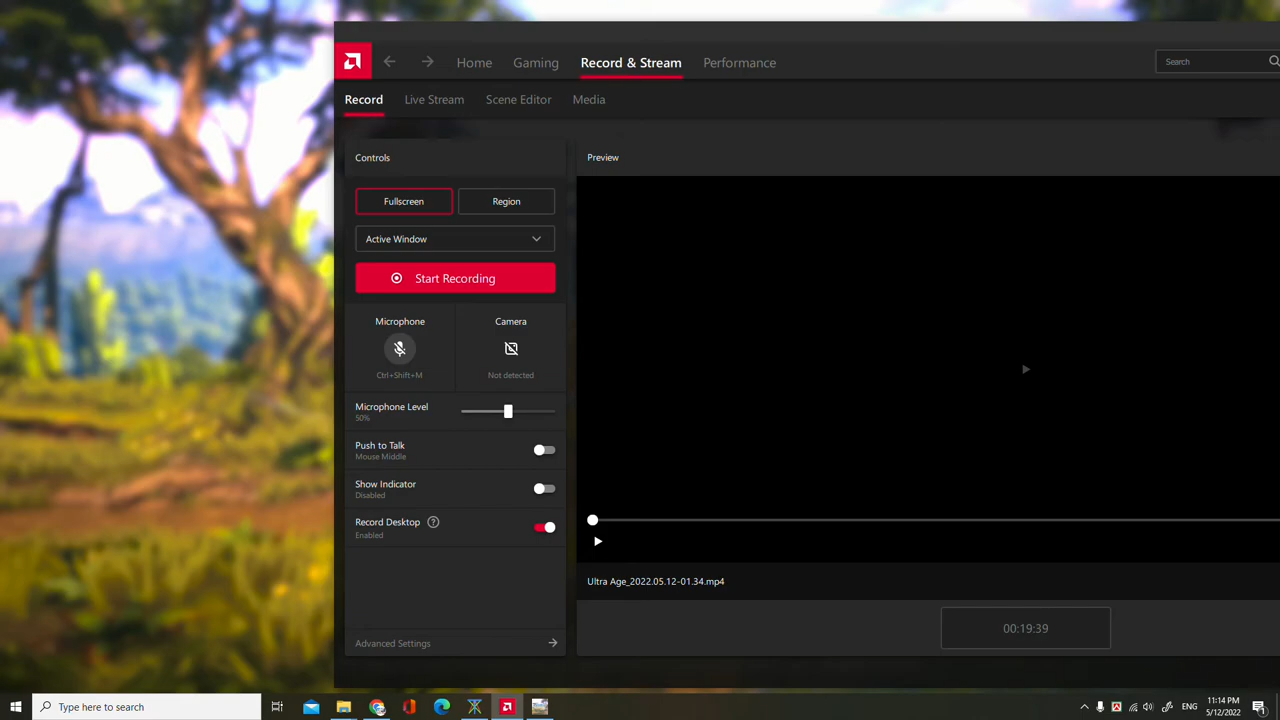 Home Gaming Record & Stream Performance
Search
Record Live Stream Scene Editor Media
Controls
Preview
Fullscreen Region
Active Window
Start Recording
Microphone Camera
Ctrl+Shift+M Not detected
Microphone Level
50%
Push to Talk
Mouse Middle
Show Indicator
Disabled
Record Desktop ?
Enabled
Ultra Age_2022.05.12-01.34.mp4
Advanced Settings
00:19:39
Type here to search
ENG
11:14 PM
5/12/2022